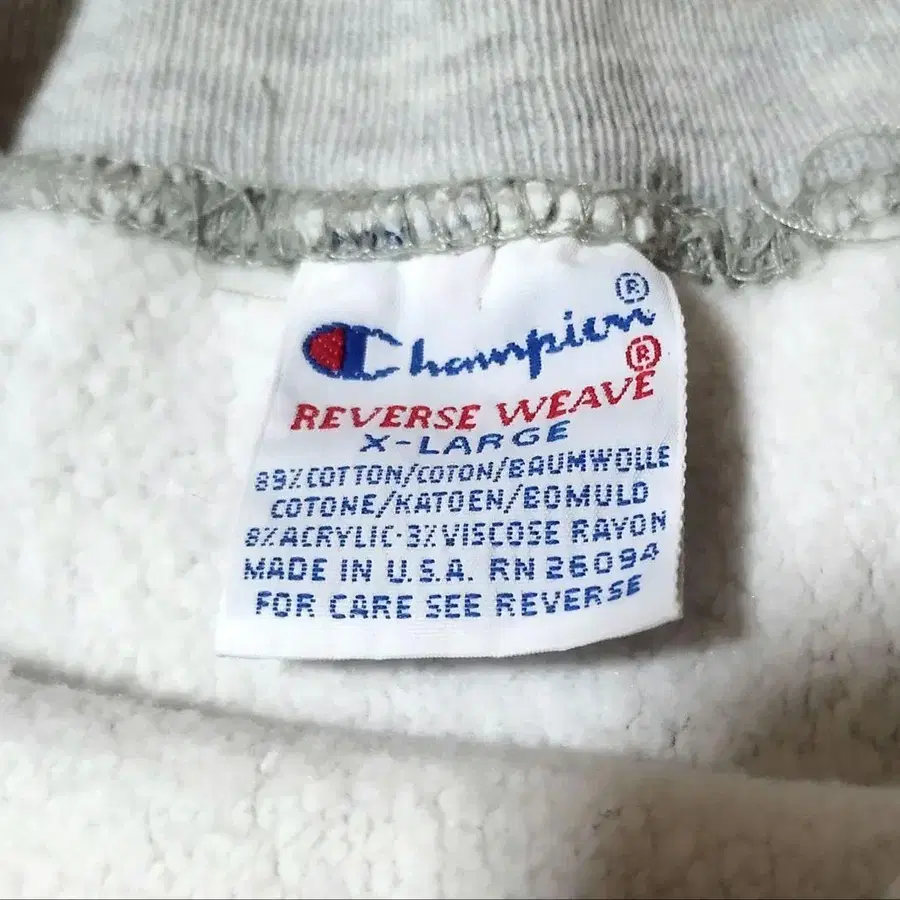 Champion®
REVERSE WEAVE®
X-LARGE
89% COTTON/COTON/BAUMWOLLE
COTONE/KATOEN/BOMULD
8% ACRYLIC·3% VISCOSE RAYON
MADE IN U.S.A. RN 26094
FOR CARE SEE REVERSE